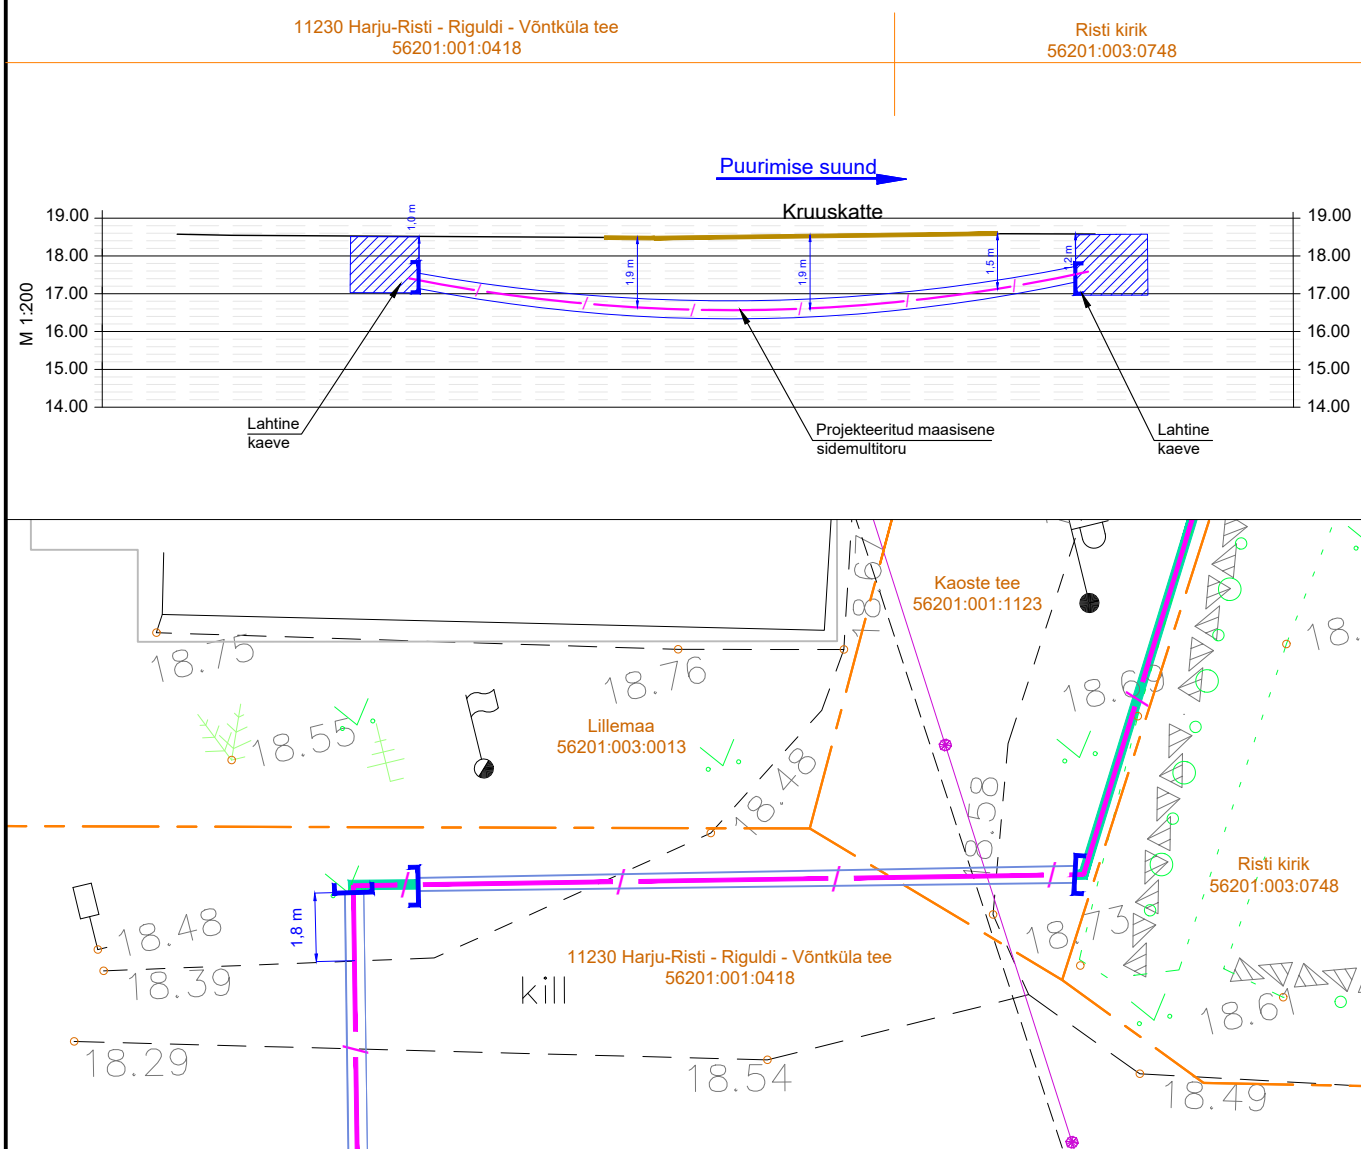 11230 Harju-Risti - Riguldi - Võntküla tee
56201:001:0418
Risti kirik
56201:003:0748
Puurimise suund
Kruuskatte
19.00
18.00
17.00
16.00
15.00
14.00
M 1:200
1,0 m
1,9 m
1,9 m
1,5 m
1,2 m
19.00
18.00
17.00
16.00
15.00
14.00
Lahtine
kaeve
Projekteeritud maasisene
sidemultitoru
Lahtine
kaeve
18.67
Kaoste tee
56201:001:1123
18.75
18.76
18.69
18.
18.55
Lillemaa
56201:003:0013
18.48
18.58
Risti kirik
56201:003:0748
1,8 m
18.48
18.39
18.73
11230 Harju-Risti - Riguldi - Võntküla tee
56201:001:0418
kill
18.61
18.29
18.54
18.49